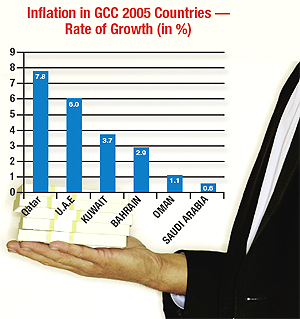 Inflation in GCC 2005 Countries —
Rate of Growth (in %)
9
8
7
6
5
4
3
2
1
0
7.8
6.0
3.7
2.9
1.1
0.6
Qatar
U.A.E
KUWAIT
BAHRAIN
OMAN
SAUDI ARABIA